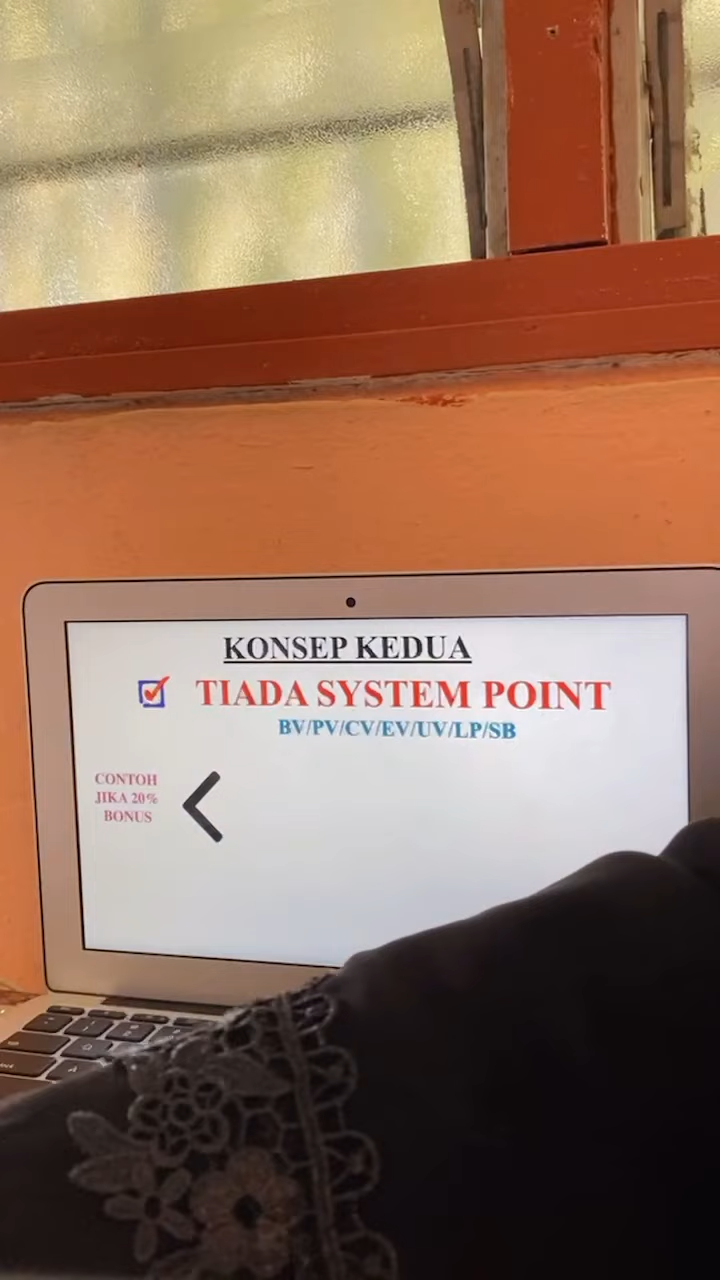 KONSEP KEDUA
TIADA SYSTEM POINT
BV/PV/CV/EV/UV/LP/SB
CONTOH
JIKA 20%
BONUS